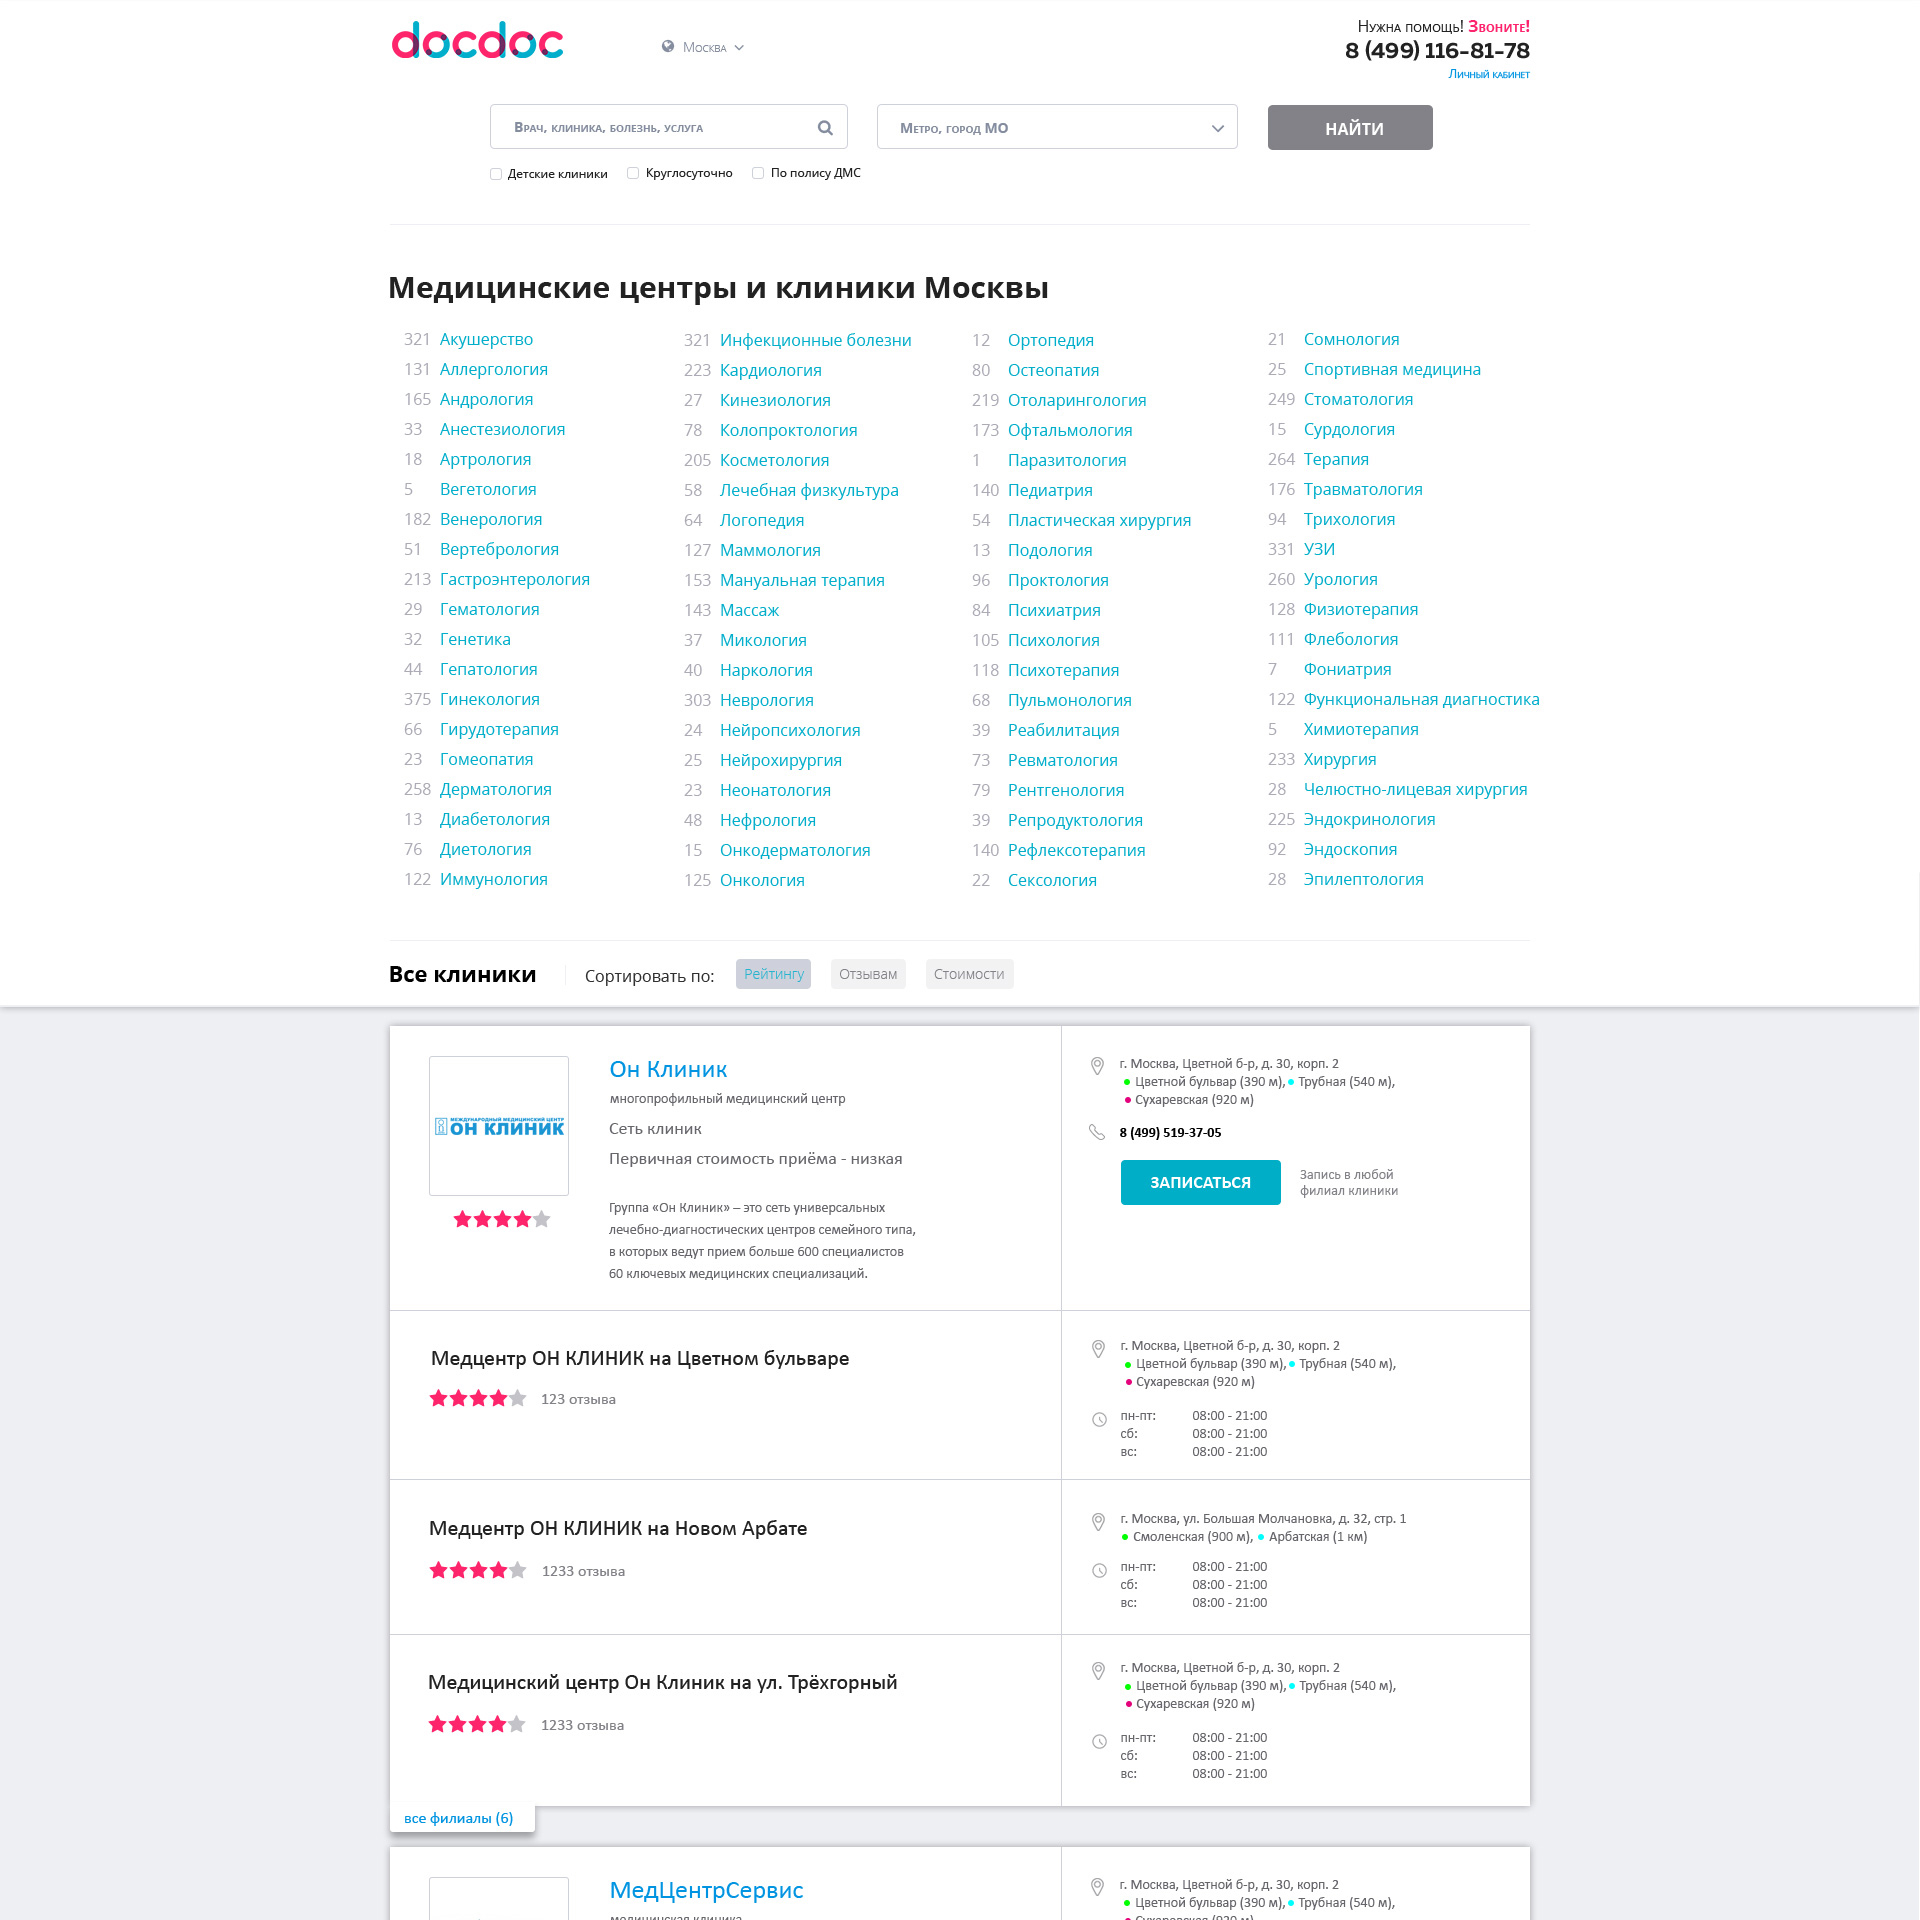 docdoc
Москва
Нужна помощь! Звоните!
8 (499) 116-81-78
Личный кабинет
Врач, клиника, болезнь, услуга
Метро, город МО
НАЙТИ
Детские клиники
Круглосуточно
По полису ДМС
Медицинские центры и клиники Москвы
321 Акушерство
131 Аллергология
165 Андрология
33 Анестезиология
18 Артрология
5 Вегетология
182 Венерология
51 Вертебрология
213 Гастроэнтерология
29 Гематология
32 Генетика
44 Гепатология
375 Гинекология
66 Гирудотерапия
23 Гомеопатия
258 Дерматология
13 Диабетология
76 Диетология
122 Иммунология
321 Инфекционные болезни
223 Кардиология
27 Кинезиология
78 Колопроктология
205 Косметология
58 Лечебная физкультура
64 Логопедия
127 Маммология
153 Мануальная терапия
143 Массаж
37 Микология
40 Наркология
303 Неврология
24 Нейропсихология
25 Нейрохирургия
23 Неонатология
48 Нефрология
15 Онкодерматология
125 Онкология
12 Ортопедия
80 Остеопатия
219 Отоларингология
173 Офтальмология
1 Паразитология
140 Педиатрия
54 Пластическая хирургия
13 Подология
96 Проктология
84 Психиатрия
105 Психология
118 Психотерапия
68 Пульмонология
39 Реабилитация
73 Ревматология
79 Рентгенология
39 Репродуктология
140 Рефлексотерапия
22 Сексология
21 Сомнология
25 Спортивная медицина
249 Стоматология
15 Сурдология
264 Терапия
176 Травматология
94 Трихология
331 УЗИ
260 Урология
128 Физиотерапия
111 Флебология
7 Фониатрия
122 Функциональная диагностика
5 Химиотерапия
233 Хирургия
28 Челюстно-лицевая хирургия
225 Эндокринология
92 Эндоскопия
28 Эпилептология
Все клиники
Сортировать по:
Рейтингу
Отзывам
Стоимости
МЕЖДУНАРОДНЫЙ МЕДИЦИНСКИЙ ЦЕНТР
ОН КЛИНИК
Он Клиник
многопрофильный медицинский центр
Сеть клиник
Первичная стоимость приёма - низкая
Группа «Он Клиник» – это сеть универсальных
лечебно-диагностических центров семейного типа,
в которых ведут прием больше 600 специалистов
60 ключевых медицинских специализаций.
г. Москва, Цветной б-р, д. 30, корп. 2
Цветной бульвар (390 м), Трубная (540 м),
Сухаревская (920 м)
8 (499) 519-37-05
ЗАПИСАТЬСЯ
Запись в любой
филиал клиники
Медцентр ОН КЛИНИК на Цветном бульваре
123 отзыва
г. Москва, Цветной б-р, д. 30, корп. 2
Цветной бульвар (390 м), Трубная (540 м),
Сухаревская (920 м)
пн-пт: 08:00 - 21:00
сб: 08:00 - 21:00
вс: 08:00 - 21:00
Медцентр ОН КЛИНИК на Новом Арбате
1233 отзыва
г. Москва, ул. Большая Молчановка, д. 32, стр. 1
Смоленская (900 м), Арбатская (1 км)
пн-пт: 08:00 - 21:00
сб: 08:00 - 21:00
вс: 08:00 - 21:00
Медицинский центр Он Клиник на ул. Трёхгорный
1233 отзыва
г. Москва, Цветной б-р, д. 30, корп. 2
Цветной бульвар (390 м), Трубная (540 м),
Сухаревская (920 м)
пн-пт: 08:00 - 21:00
сб: 08:00 - 21:00
вс: 08:00 - 21:00
все филиалы (6)
МедЦентрСервис
медицинская клиника
г. Москва, Цветной б-р, д. 30, корп. 2
Цветной бульвар (390 м), Трубная (540 м),
Сухаревская (920 м)